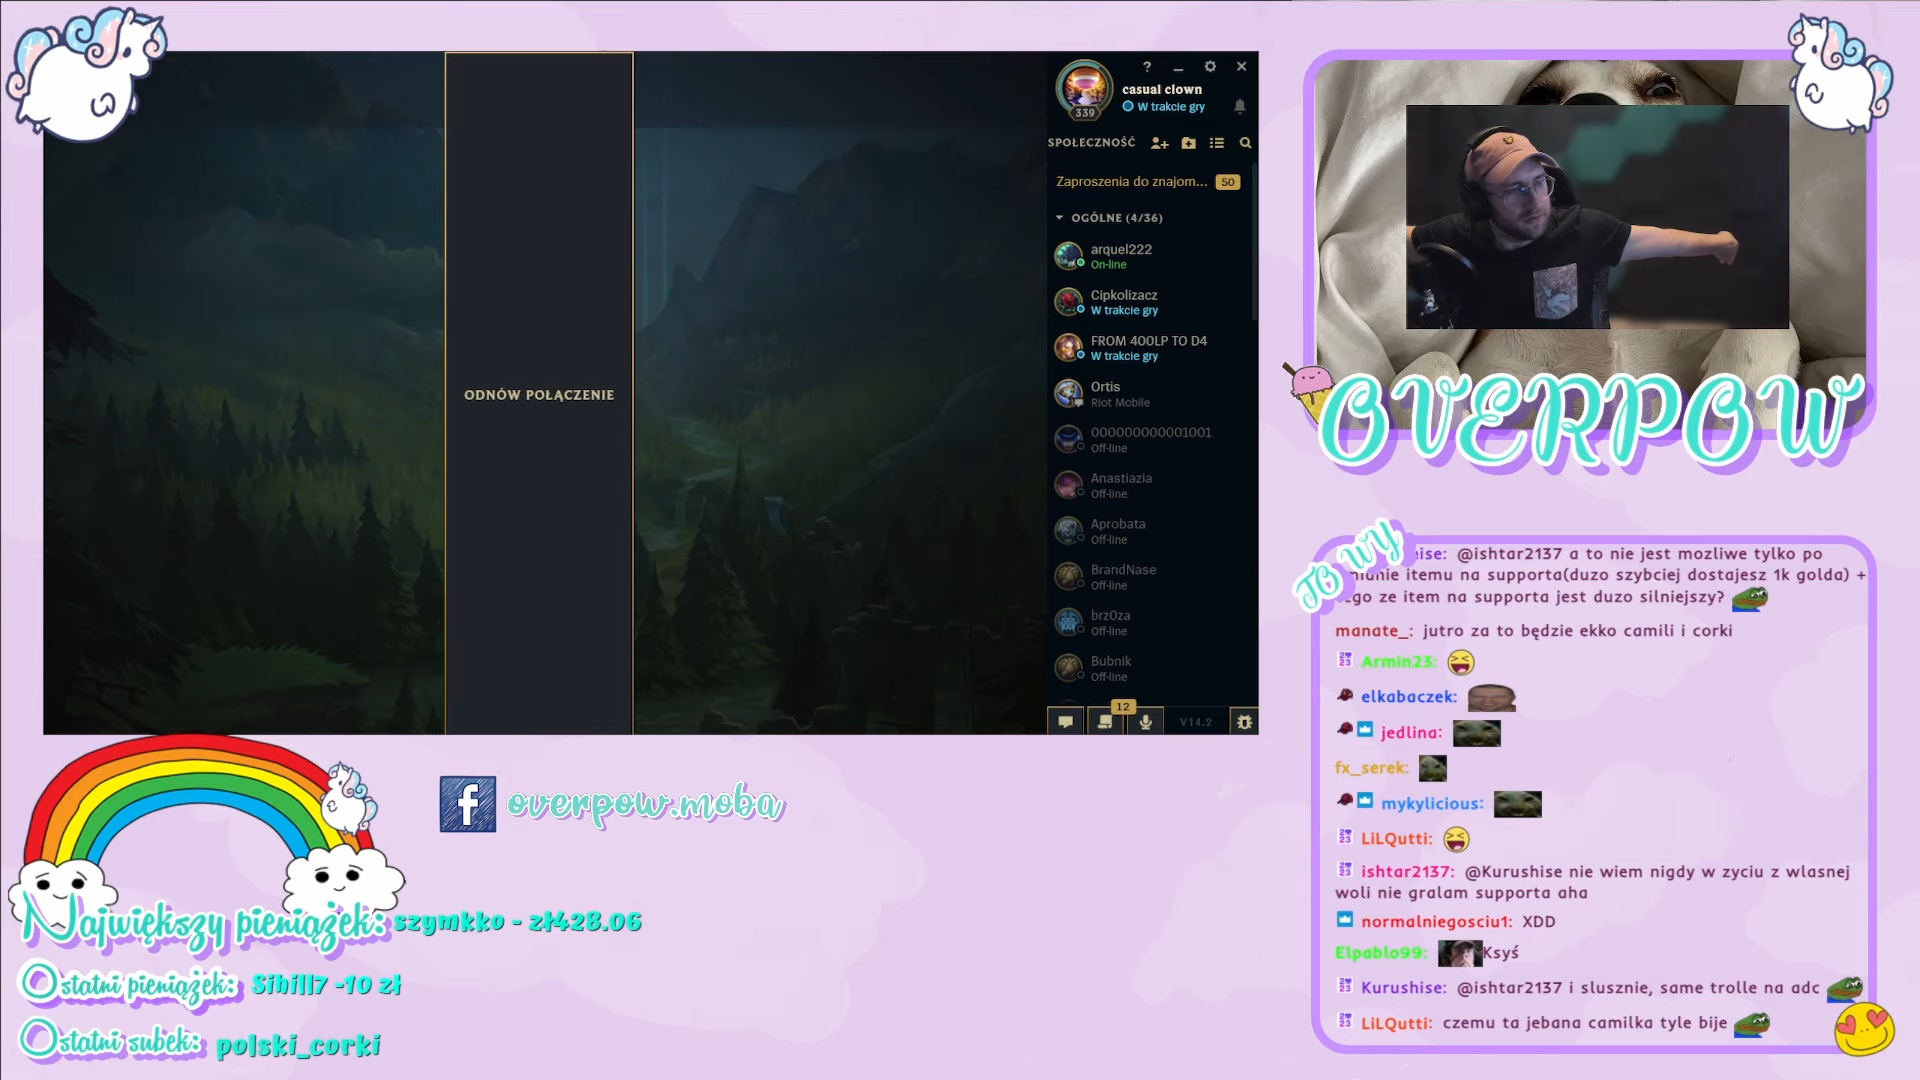 casual clown
W trakcie gry
339
SPOŁECZNOŚĆ
Zaproszenia do znajom... 50
OGÓLNE (4/36)
arquel222
On-line
Cipkolizacz
W trakcie gry
FROM 400LP TO D4
W trakcie gry
Ortis
Riot Mobile
000000000001001
Off-line
Anastiazia
Off-line
Aprobata
Off-line
BrandNase
Off-line
brz0za
Off-line
Bubnik
Off-line
12
V14.2
ODNÓW POŁĄCZENIE
OVERPOW
TO WY
ise: @ishtar2137 a to nie jest mozliwe tylko po
itemu na supporta(duzo szybciej dostajesz 1k golda) +
ze item na supporta jest duzo silniejszy?
manate_: jutro za to będzie ekko camili i corki
Armin23:
elkabaczek:
jedlina:
fx_serek:
mykylicious:
LiLQutti:
ishtar2137: @Kurushise nie wiem nigdy w zyciu z wlasnej
woli nie gralam supporta aha
normalniegosciu1: XDD
Elpablo99: Ksyś
Kurushise: @ishtar2137 i slusznie, same trolle na adc
LiLQutti: czemu ta jebana camilka tyle bije
f overpow.moba
Największy pieniążek: szymkko - zł428.06
Ostatni pieniążek: Sihill7 -10 zł
Ostatni subek: polski_corki